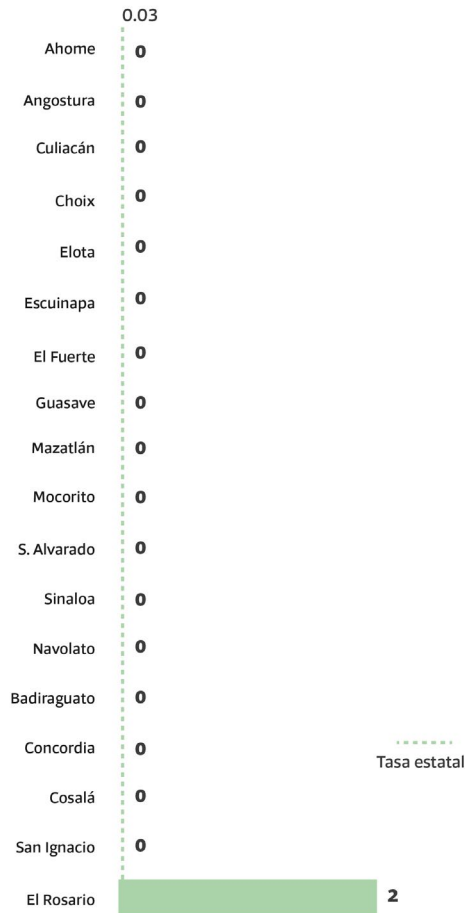 0.03
Ahome 0
Angostura 0
Culiacán 0
Choix 0
Elota 0
Escuinapa 0
El Fuerte 0
Guasave 0
Mazatlán 0
Mocorito 0
S. Alvarado 0
Sinaloa 0
Navolato 0
Badiraguato 0
Concordia 0
Tasa estatal
Cosalá 0
San Ignacio 0
El Rosario 2